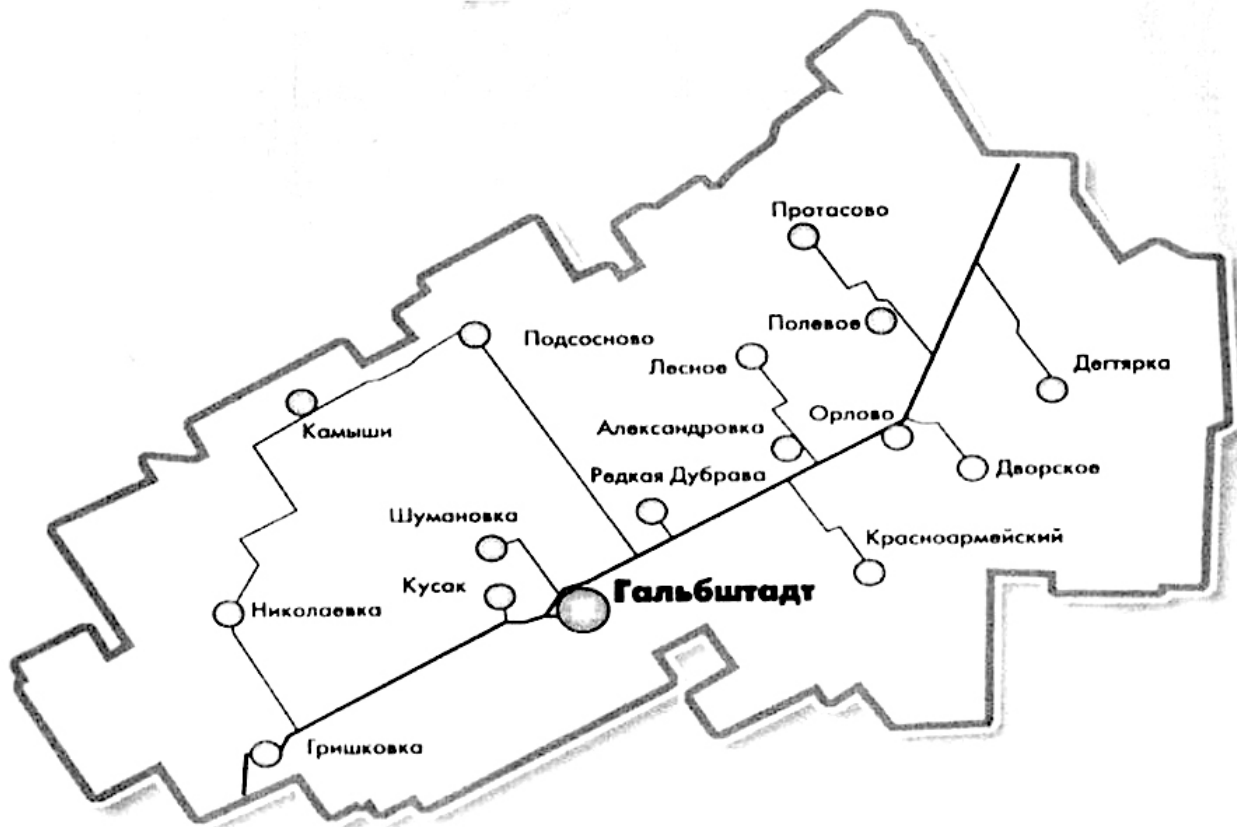 Протасово
Полевое
Подсосново
Лесное
Дегтярка
Орлово
Камыши
Александровка
Редкая Дубрава
Дворское
Шумановка
Красноармейский
Кусак
Гальбштадт
Николаевка
Гришковка